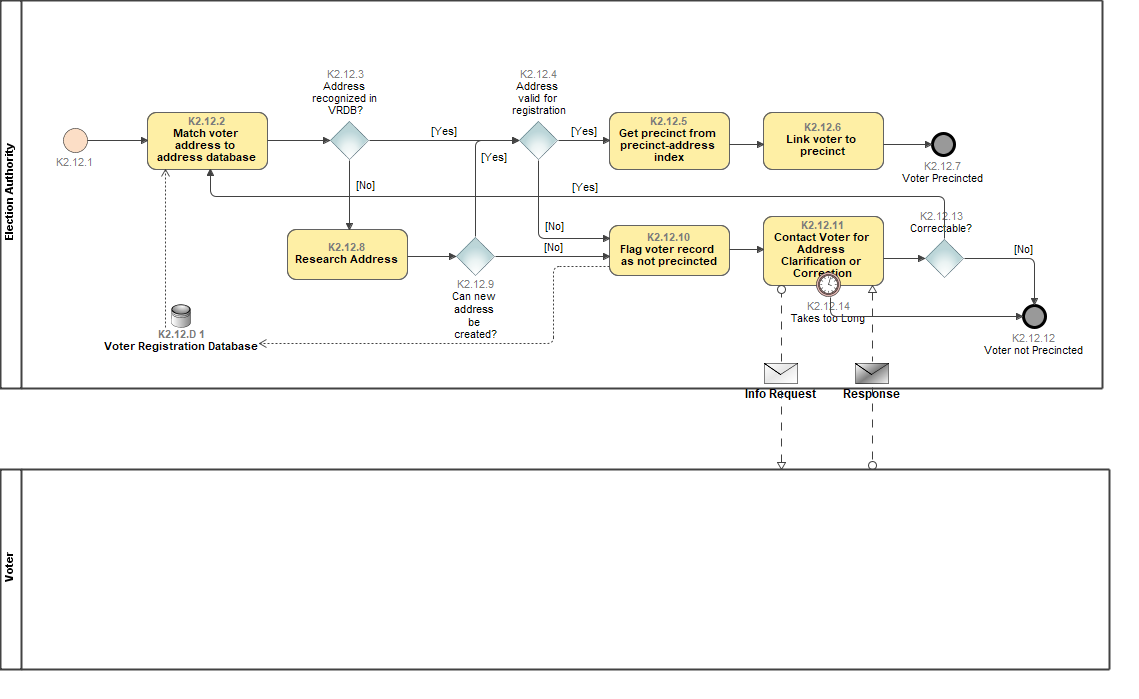 Election Authority
K2.12.1
K2.12.2
Match voter
address to
address database
K2.12.3
Address
recognized in
VRDB?
[Yes]
[No]
[Yes]
K2.12.4
Address
valid for
registration
[Yes]
K2.12.5
Get precinct from
precinct-address
index
K2.12.6
Link voter to
precinct
K2.12.7
Voter Precincted
[Yes]
K2.12.8
Research Address
K2.12.9
Can new
address
be
created?
[No]
[No]
K2.12.10
Flag voter record
as not precincted
K2.12.11
Contact Voter for
Address
Clarification or
Correction
K2.12.13
Correctable?
[No]
K2.12.14
Takes too Long
K2.12.12
Voter not Precincted
K2.12.D 1
Voter Registration Database
Info Request
Response
Voter